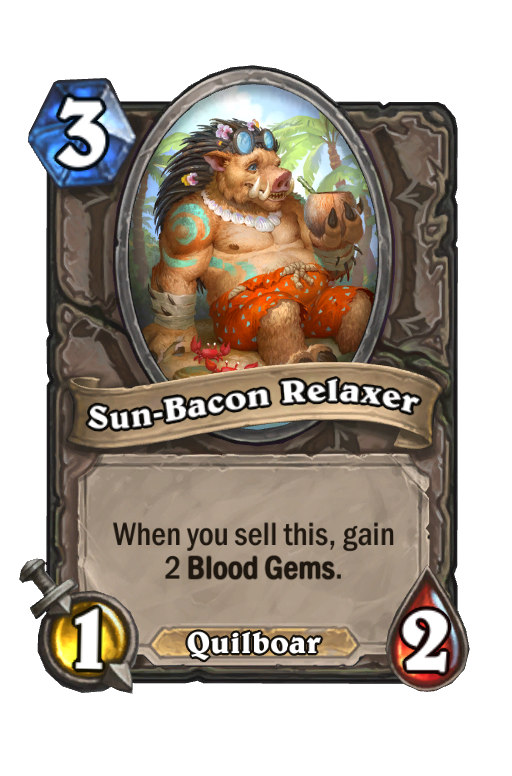 3
Sun-Bacon Relaxer
When you sell this, gain
2 Blood Gems.
1
Quilboar
2